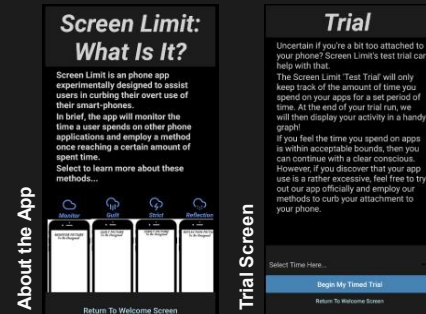 About the App
Screen Limit:
What Is It?
Screen Limit is an phone app
experimentally designed to assist
users in curbing their overt use of
their smart-phones.
In brief, the app will monitor the
time a user spends on other phone
applications and employ a method
once reaching a certain amount of
spent time.
Select to learn more about these
methods...
Monitor Guilt Strict Reflection
Return To Welcome Screen
Trial Screen
Trial
Uncertain if you're a bit too attached to
your phone? Screen Limit's test trial can
help with that.
The Screen Limit 'Test Trial' will only
keep track of the amount of time you
spend on your apps for a set period of
time. At the end of your trial run, we
will then display your activity in a handy
graph!
If you feel the time you spend on apps
is within acceptable bounds, then you
can continue with a clear conscious.
However, if you discover that your app
use is a rather excessive, feel free to try
out our app officially and employ our
methods to curb your attachment to
your phone.
Select Time Here...
Begin My Timed Trial
Return To Welcome Screen